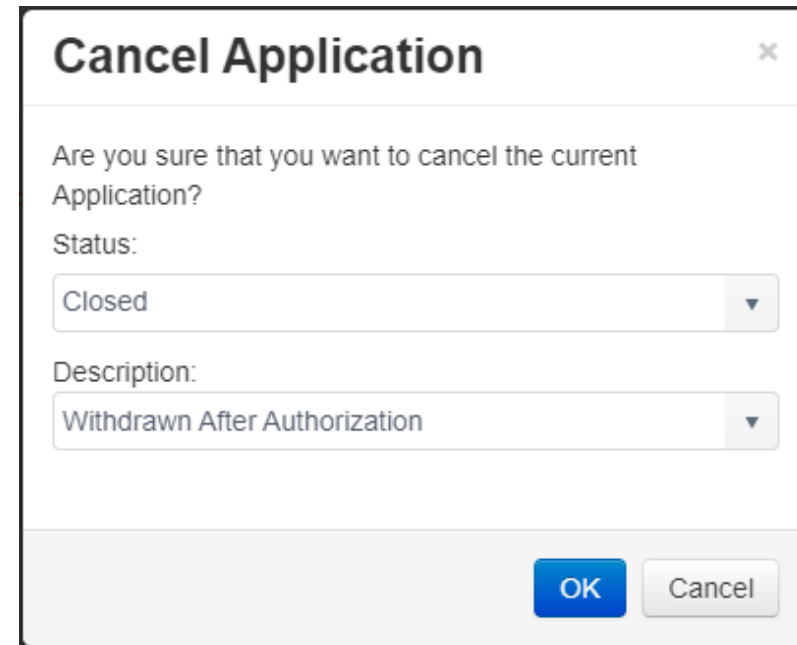 Cancel Application
×
Are you sure that you want to cancel the current
Application?
Status:
Closed
Description:
Withdrawn After Authorization
OK
Cancel